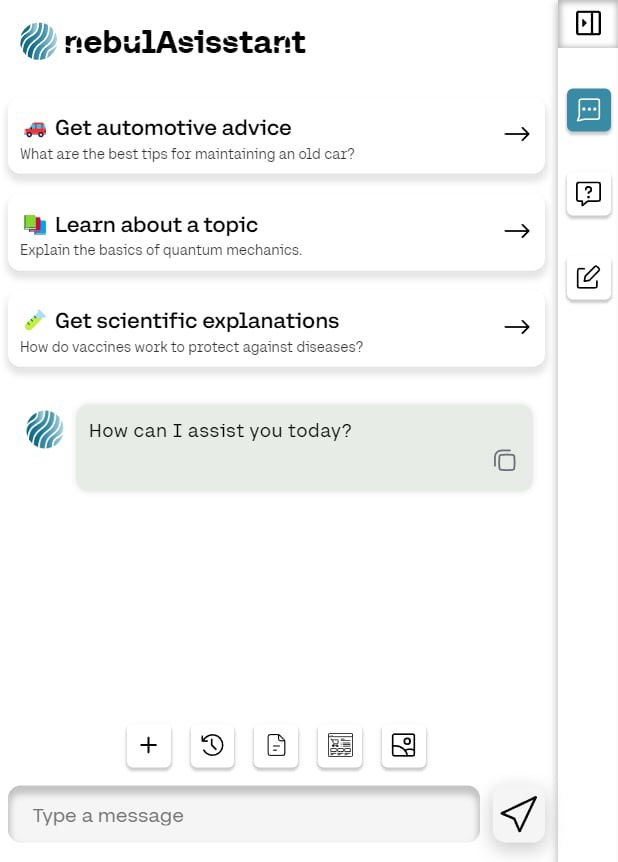 nebulAsisstant
Get automotive advice
What are the best tips for maintaining an old car?
Learn about a topic
Explain the basics of quantum mechanics.
Get scientific explanations
How do vaccines work to protect against diseases?
How can I assist you today?
Type a message